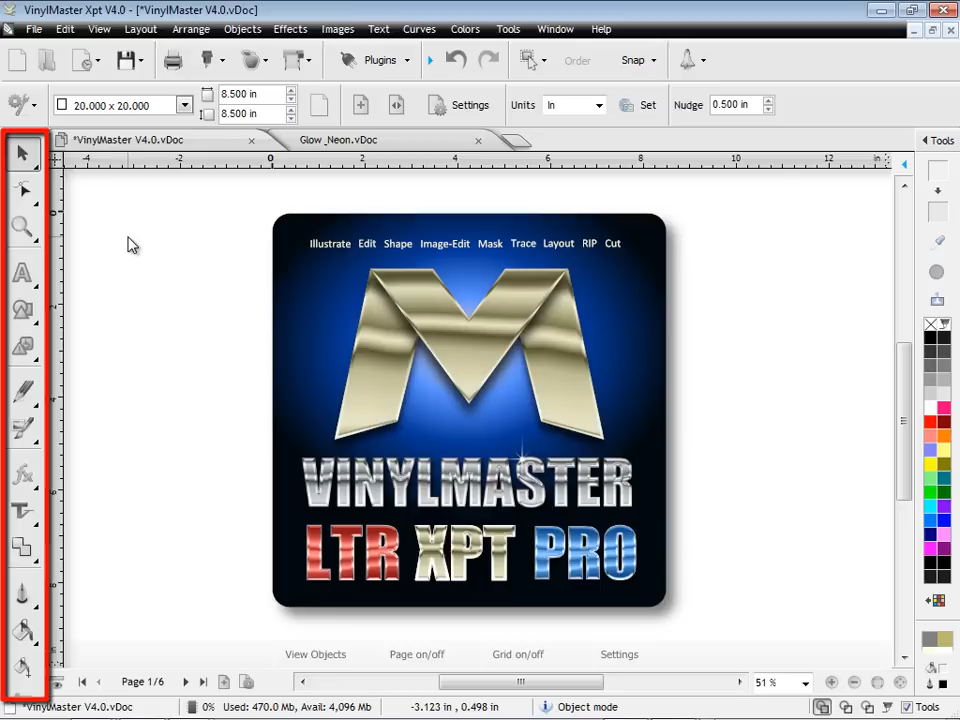 VinylMaster Xpt V4.0 - [*VinylMaster V4.0.vDoc]
File Edit View Layout Arrange Objects Effects Images Text Curves Colors Tools Window Help
Plugins Order Snap
20.000 x 20.000
8.500 in
8.500 in
Settings
Units In
Set
Nudge 0.500 in
*VinylMaster V4.0.vDoc
Glow_Neon.vDoc
Tools
-4 -2 0 2 4 6 8 10 12 in
Illustrate Edit Shape Image-Edit Mask Trace Layout RIP Cut
M
VINYLMASTER
LTR XPT PRO
View Objects Page on/off Grid on/off Settings
Page 1/6
51 %
*VinylMaster V4.0.vDoc
0% Used: 470.0 Mb, Avail: 4,096 Mb
-3.123 in, 0.498 in
Object mode
Tools